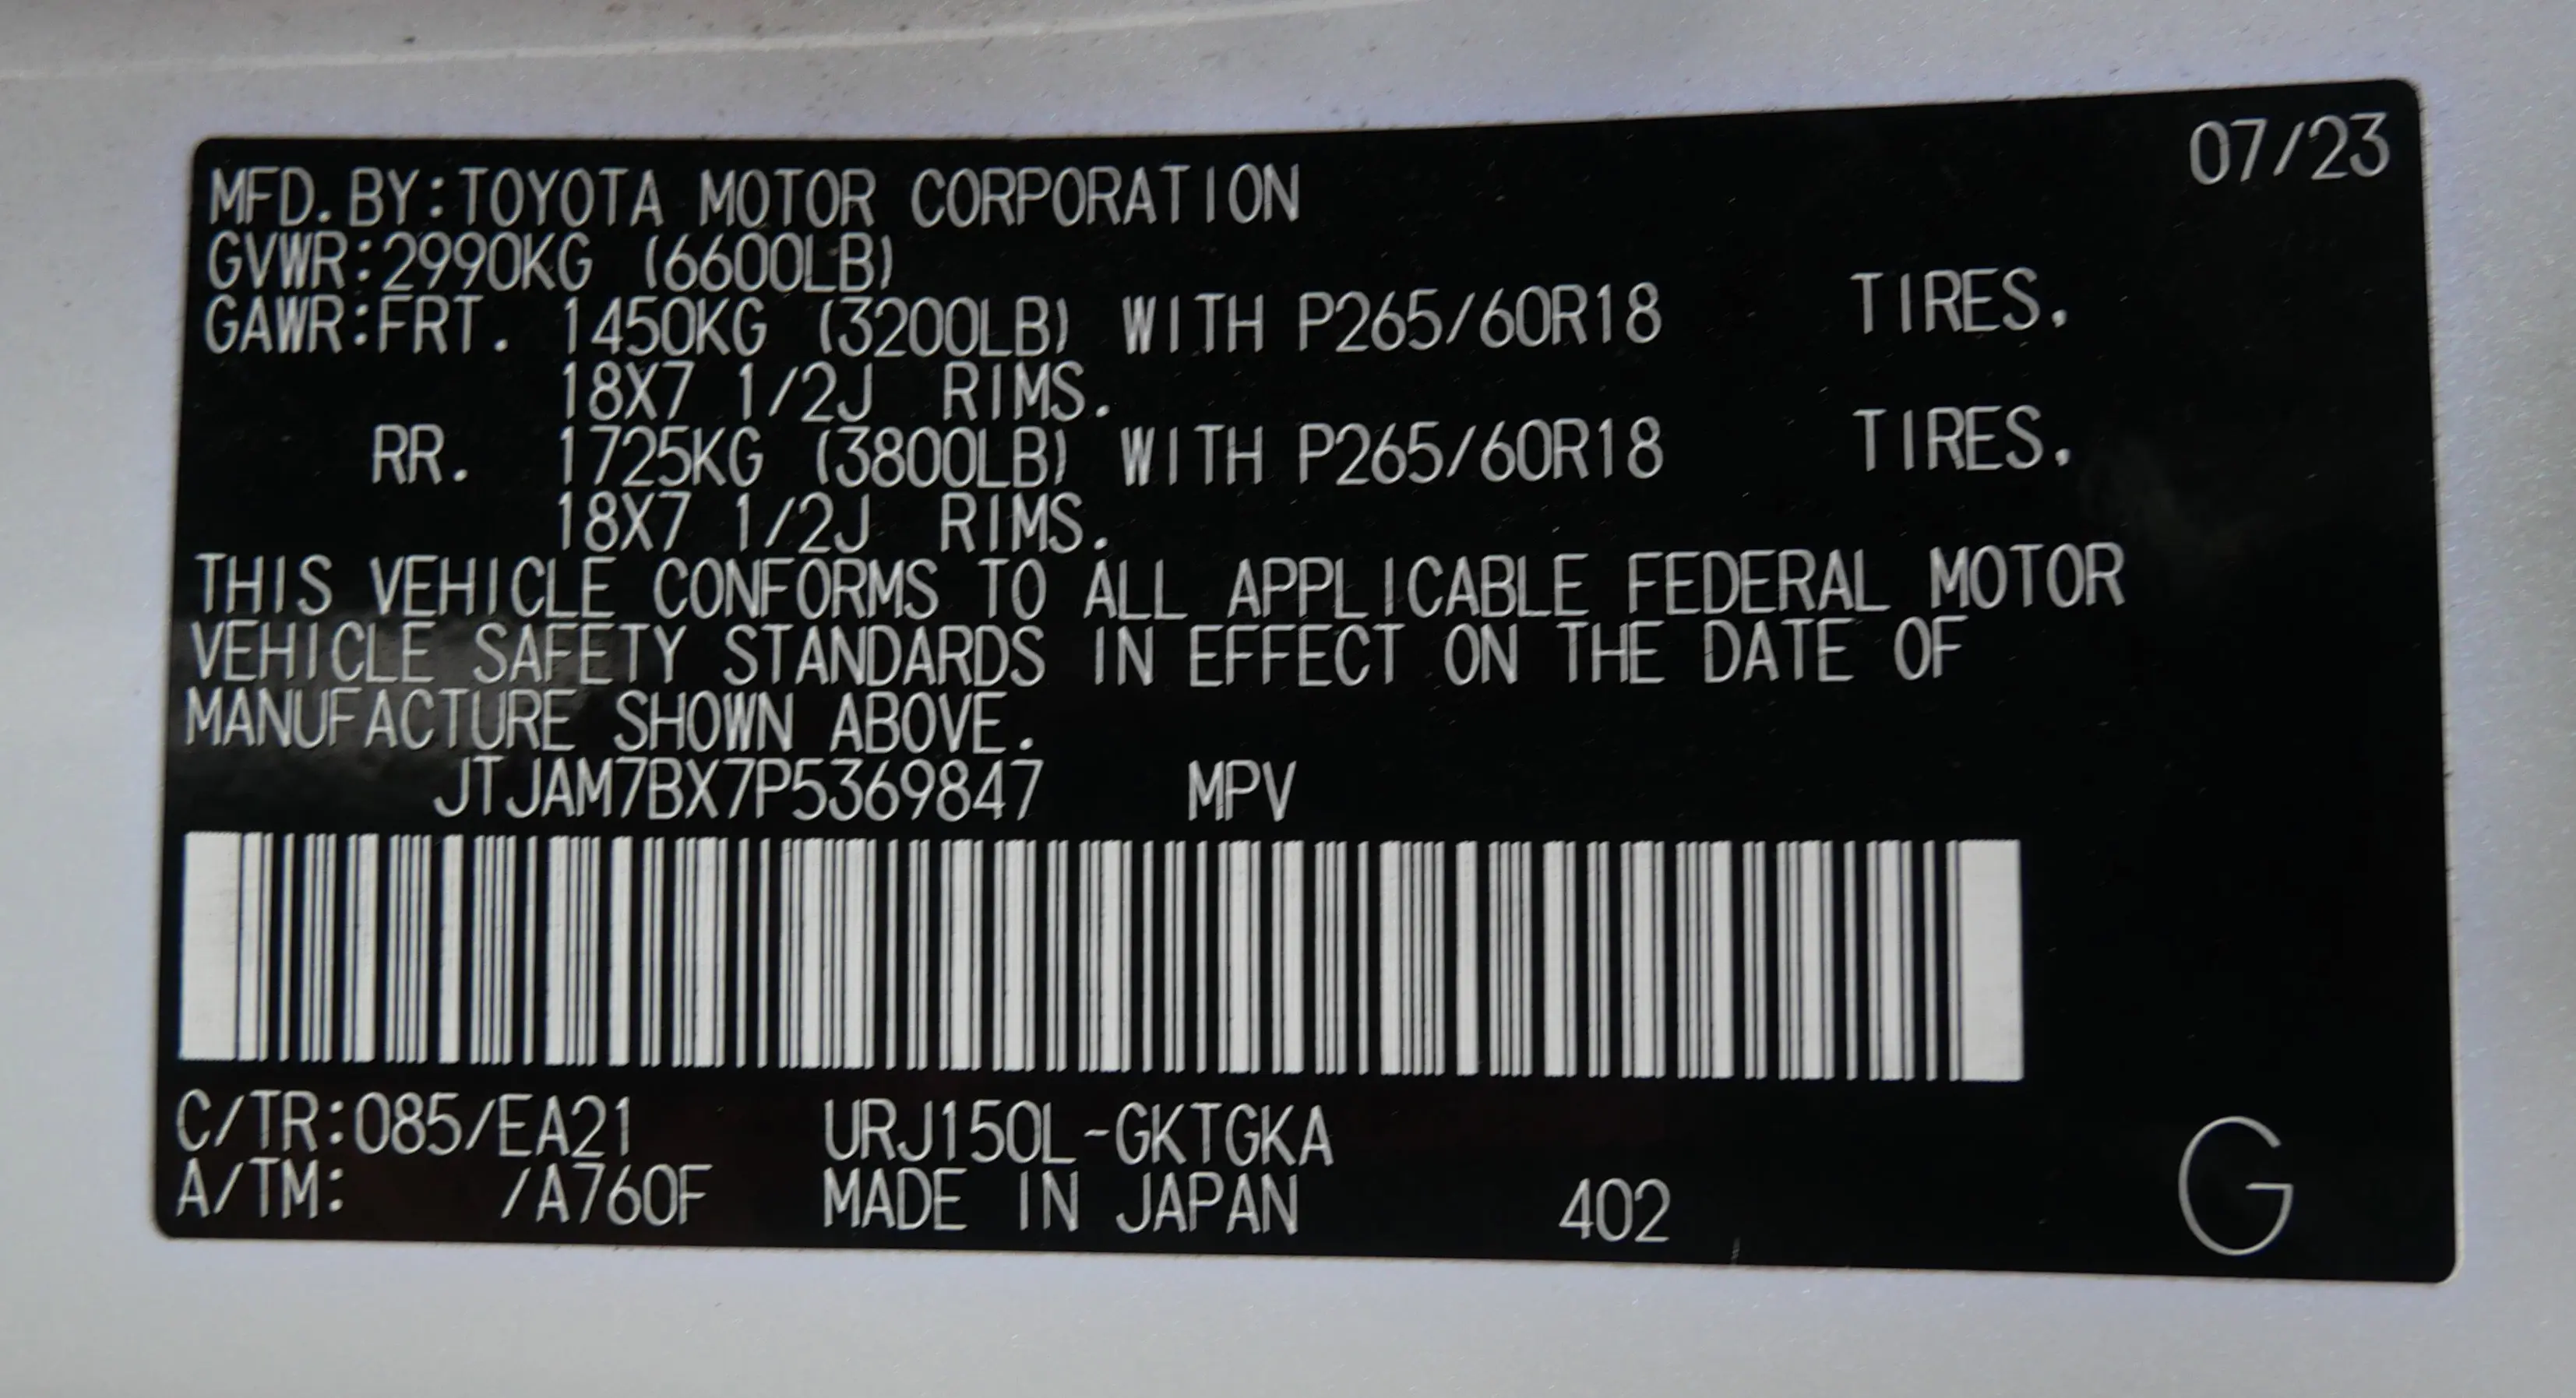 07/23
MFD.BY:TOYOTA MOTOR CORPORATION
GVWR:2990KG (6600LB)
GAWR:FRT. 1450KG (3200LB) WITH P265/60R18 TIRES.
18X7 1/2J RIMS.
RR. 1725KG (3800LB) WITH P265/60R18 TIRES.
18X7 1/2J RIMS.
THIS VEHICLE CONFORMS TO ALL APPLICABLE FEDERAL MOTOR
VEHICLE SAFETY STANDARDS IN EFFECT ON THE DATE OF
MANUFACTURE SHOWN ABOVE.
JTJAM7BX7P5369847 MPV
C/TR:085/EA21 URJ150L-GKTGKA
A/TM: /A760F MADE IN JAPAN 402 G